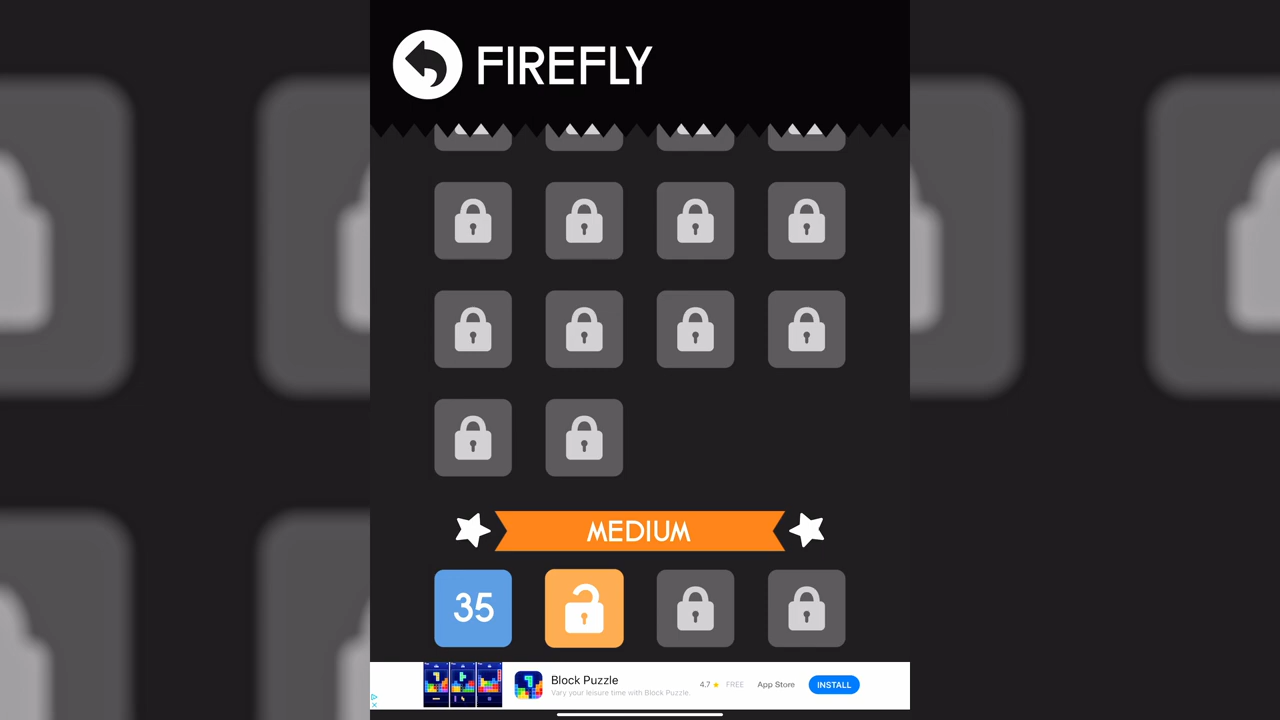 FIREFLY
MEDIUM
35
Block Puzzle
Vary your leisure time with Block Puzzle.
4.7 ★ FREE App Store INSTALL